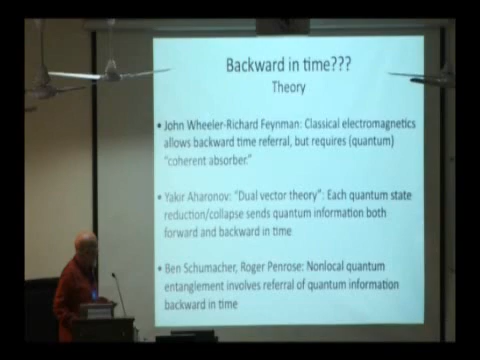 Backward in time???
Theory
• John Wheeler-Richard Feynman: Classical electromagnetics
allows backward time referral, but requires (quantum)
"coherent absorber."
• Yakir Aharonov: "Dual vector theory": Each quantum state
reduction/collapse sends quantum information both
forward and backward in time
• Ben Schumacher, Roger Penrose: Nonlocal quantum
entanglement involves referral of quantum information
backward in time